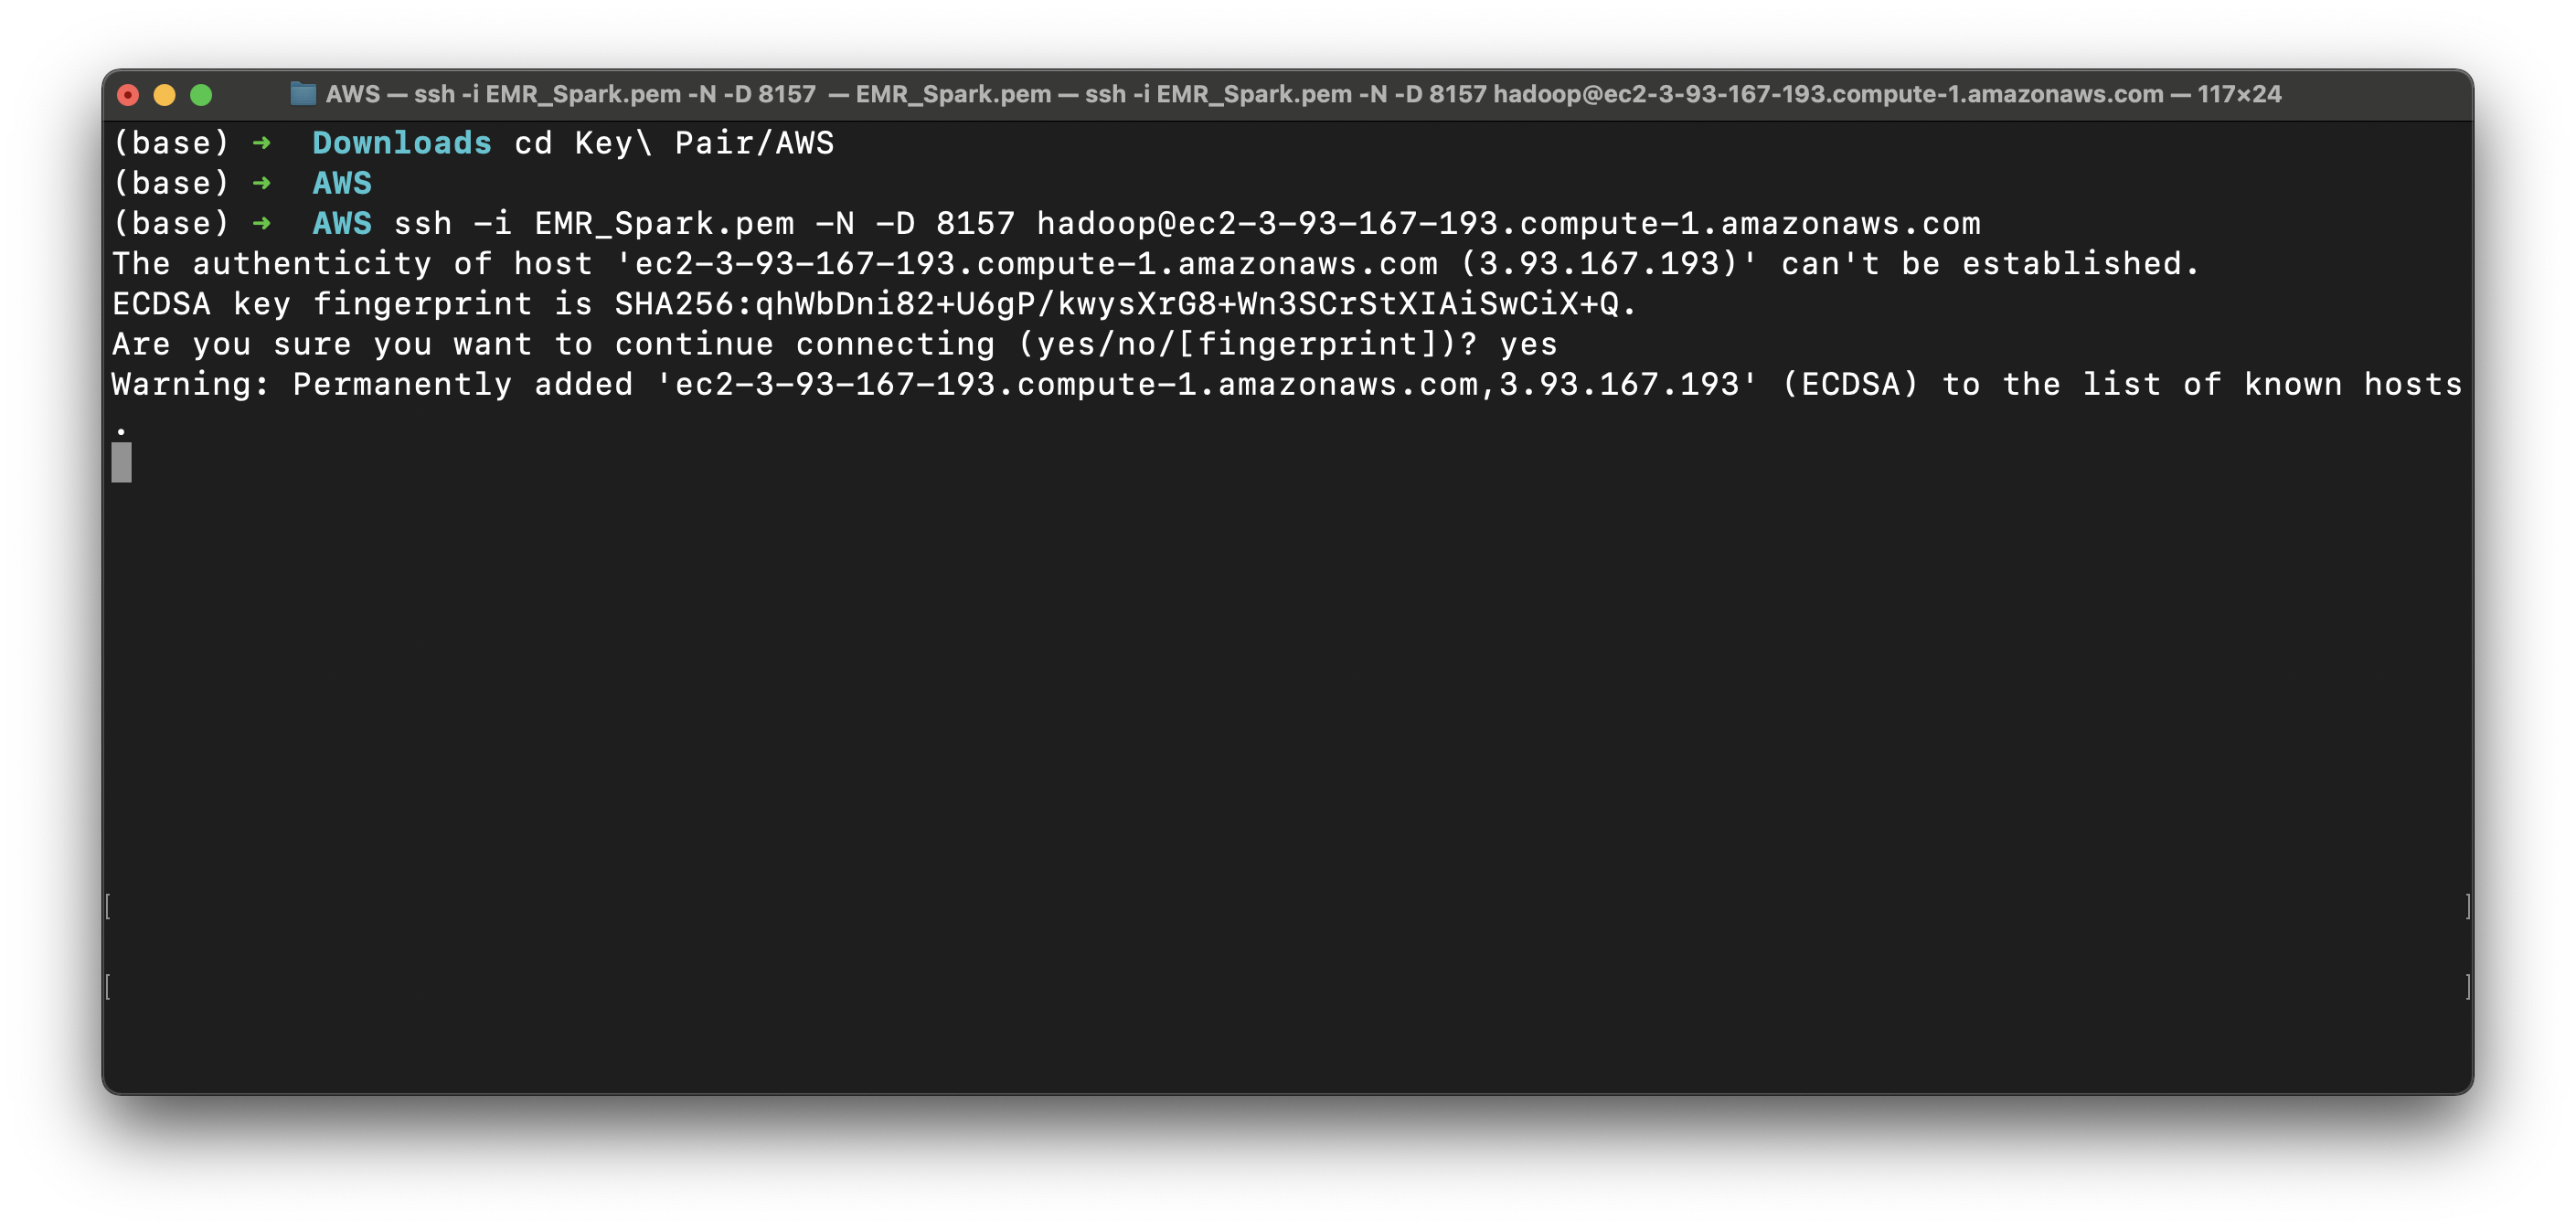 AWS — ssh -i EMR_Spark.pem -N -D 8157 — EMR_Spark.pem — ssh -i EMR_Spark.pem -N -D 8157 hadoop@ec2-3-93-167-193.compute-1.amazonaws.com — 117×24
(base) ➜ Downloads cd Key\ Pair/AWS
(base) ➜ AWS
(base) ➜ AWS ssh -i EMR_Spark.pem -N -D 8157 hadoop@ec2-3-93-167-193.compute-1.amazonaws.com
The authenticity of host 'ec2-3-93-167-193.compute-1.amazonaws.com (3.93.167.193)' can't be established.
ECDSA key fingerprint is SHA256:qhWbDni82+U6gP/kwysXrG8+Wn3SCrStXIAiSwCiX+Q.
Are you sure you want to continue connecting (yes/no/[fingerprint])? yes
Warning: Permanently added 'ec2-3-93-167-193.compute-1.amazonaws.com,3.93.167.193' (ECDSA) to the list of known hosts
.
[ ]
[ ]